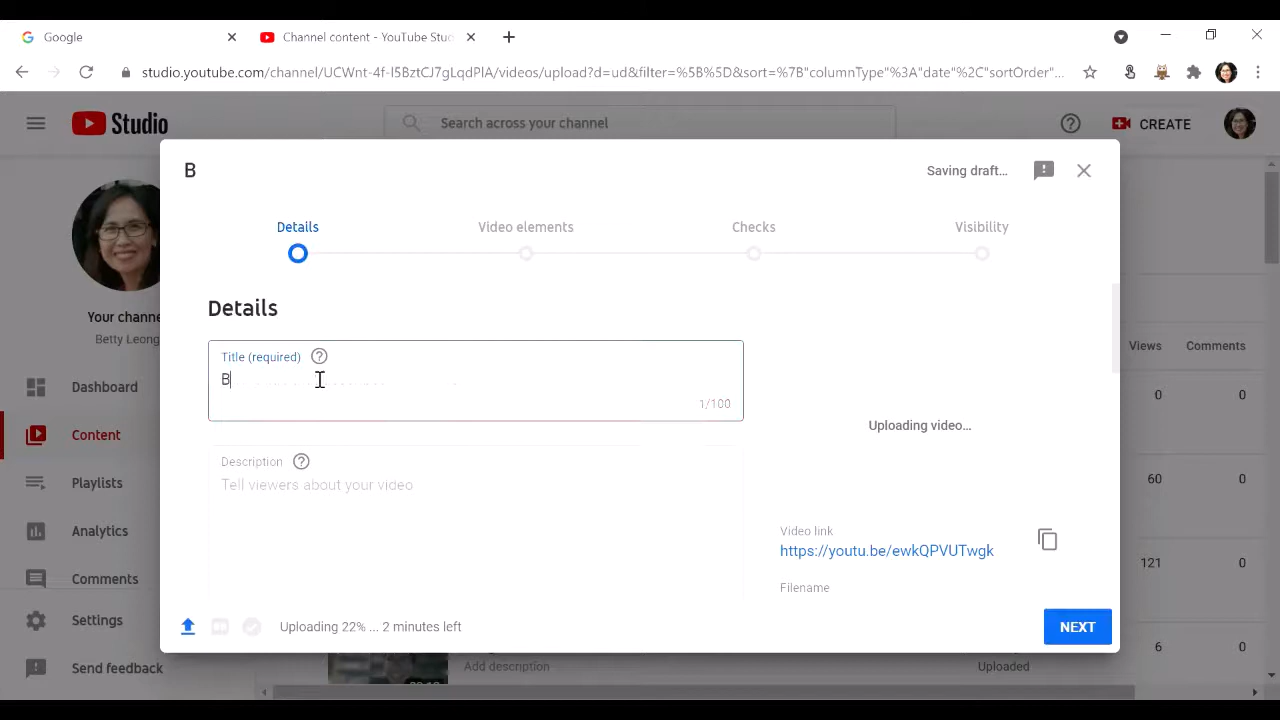 Google
Channel content - YouTube Stu
studio.youtube.com/channel/UCWnt-4f-I5BztCJ7gLqdPlA/videos/upload?d=ud&filter=%5B%5D&sort=%7B"columnType"%3A"date"%2C"sortOrder"...
Studio
Search across your channel
CREATE
B
Saving draft...
Details
Video elements
Checks
Visibility
Your chann
Betty Leong
Details
Title (required)
B
1/100
Views
Comments
Dashboard
0
0
Content
Uploading video...
Description
Tell viewers about your video
Playlists
60
0
Analytics
Video link
https://youtu.be/ewkQPVUTwgk
121
0
Comments
Filename
Settings
Uploading 22% ... 2 minutes left
NEXT
6
0
Send feedback
Add description
Uploaded